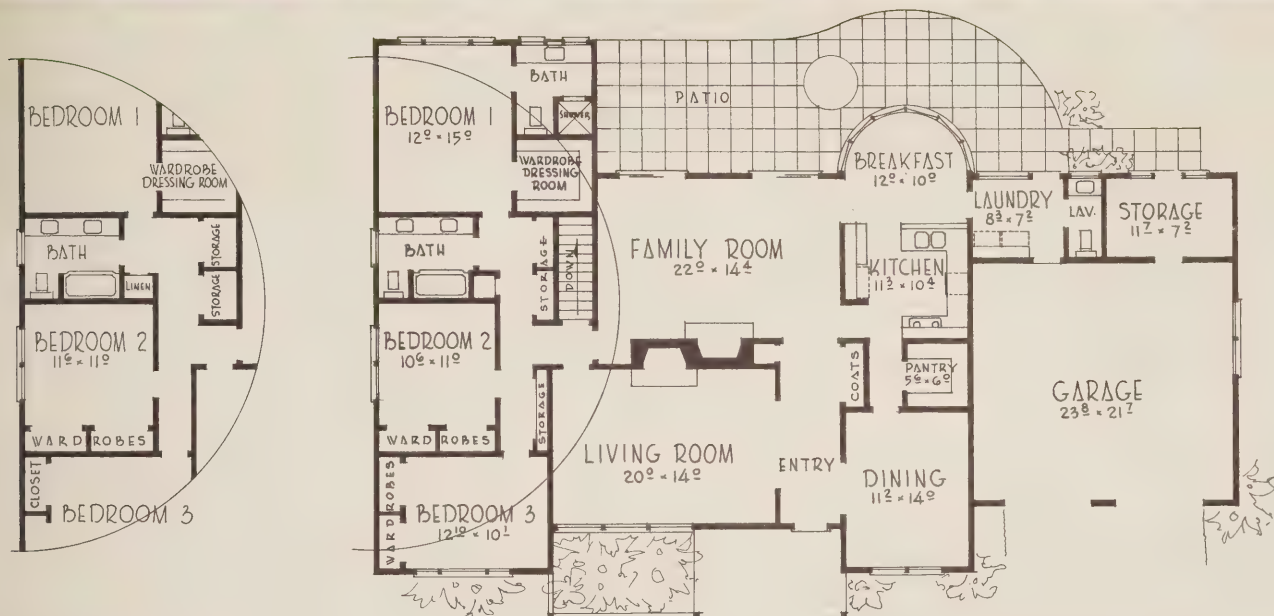 BEDROOM 1
WARDROBE
DRESSING ROOM
BATH
STORAGE
STORAGE
LINEN
BEDROOM 2
11⁶ × 11⁰
WARD ROBES
CLOSET
BEDROOM 3
BATH
BEDROOM 1
12⁰ × 15⁰
SHOWER
WARDROBE
DRESSING
ROOM
BATH
STORAGE
DOWN
BEDROOM 2
10⁶ × 11⁰
WARD ROBES
STORAGE
WARD ROBES
BEDROOM 3
12¹⁰ × 10¹
PATIO
BREAKFAST
12⁰ × 10⁰
FAMILY ROOM
22⁰ × 14⁴
KITCHEN
11³ × 10⁴
LAUNDRY
8³ × 7²
LAV.
STORAGE
11⁷ × 7²
COATS
PANTRY
5⁶ × 6⁰
GARAGE
23⁸ × 21⁷
LIVING ROOM
20⁰ × 14⁰
ENTRY
DINING
11² × 14⁰